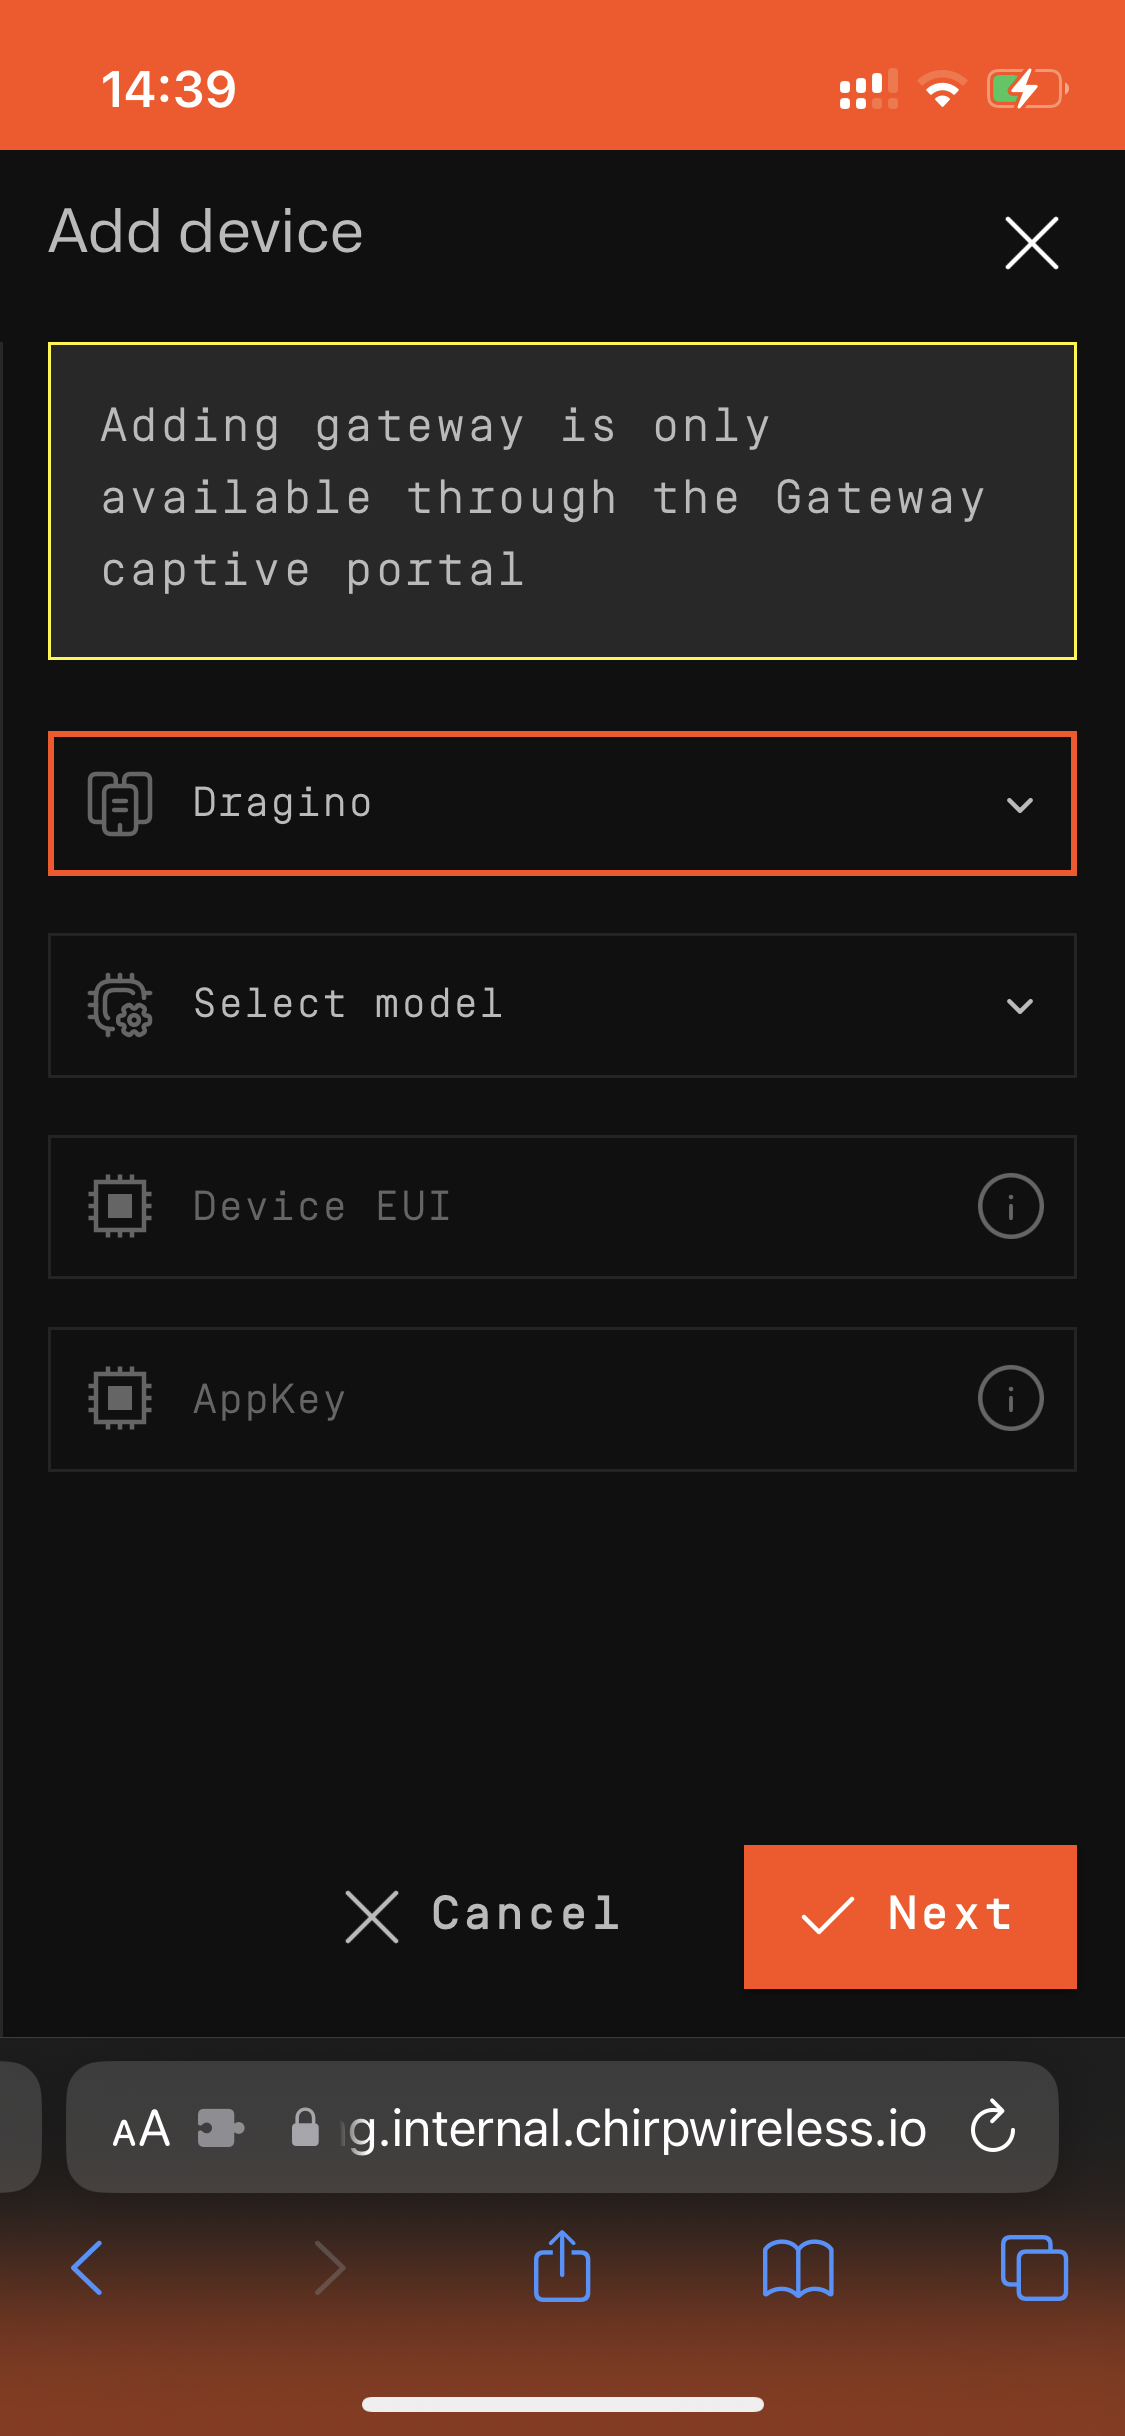 14:39
Add device
Adding gateway is only
available through the Gateway
captive portal
Dragino
Select model
Device EUI
AppKey
Cancel
Next
AA
g.internal.chirpwireless.io